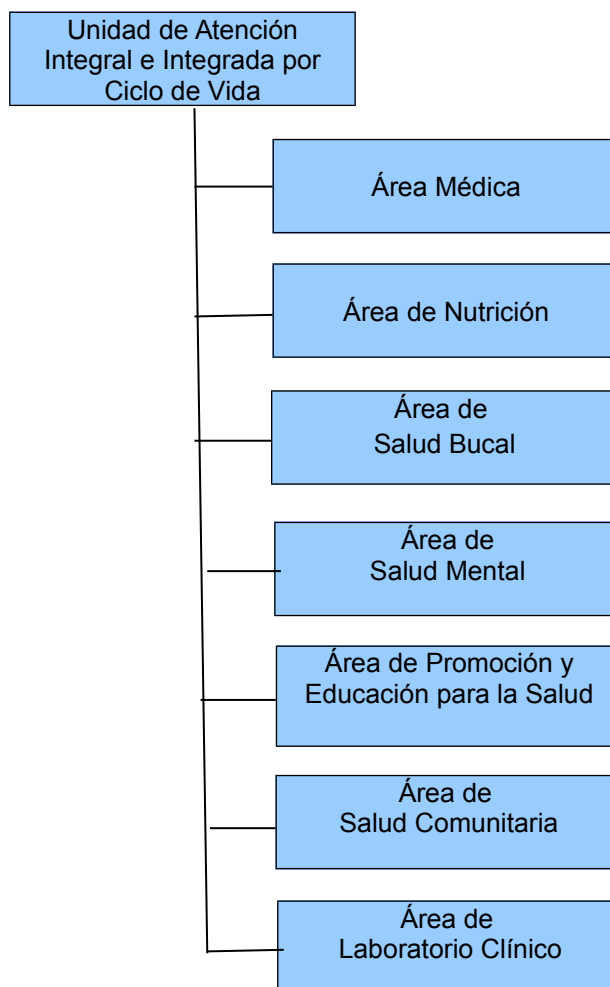 Unidad de Atención
Integral e Integrada por
Ciclo de Vida
Área Médica
Área de Nutrición
Área de
Salud Bucal
Área de
Salud Mental
Área de Promoción y
Educación para la Salud
Área de
Salud Comunitaria
Área de
Laboratorio Clínico